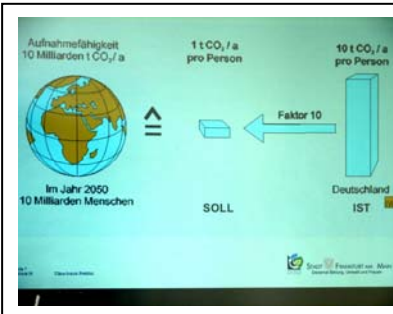 Aufnahmefähigkeit
10 Milliarden t CO₂/ a
1 t CO₂ / a
pro Person
10 t CO₂ / a
pro Person
≙
Faktor 10
Im Jahr 2050
10 Milliarden Menschen
SOLL
Deutschland
IST
STADT FRANKFURT AM MAIN